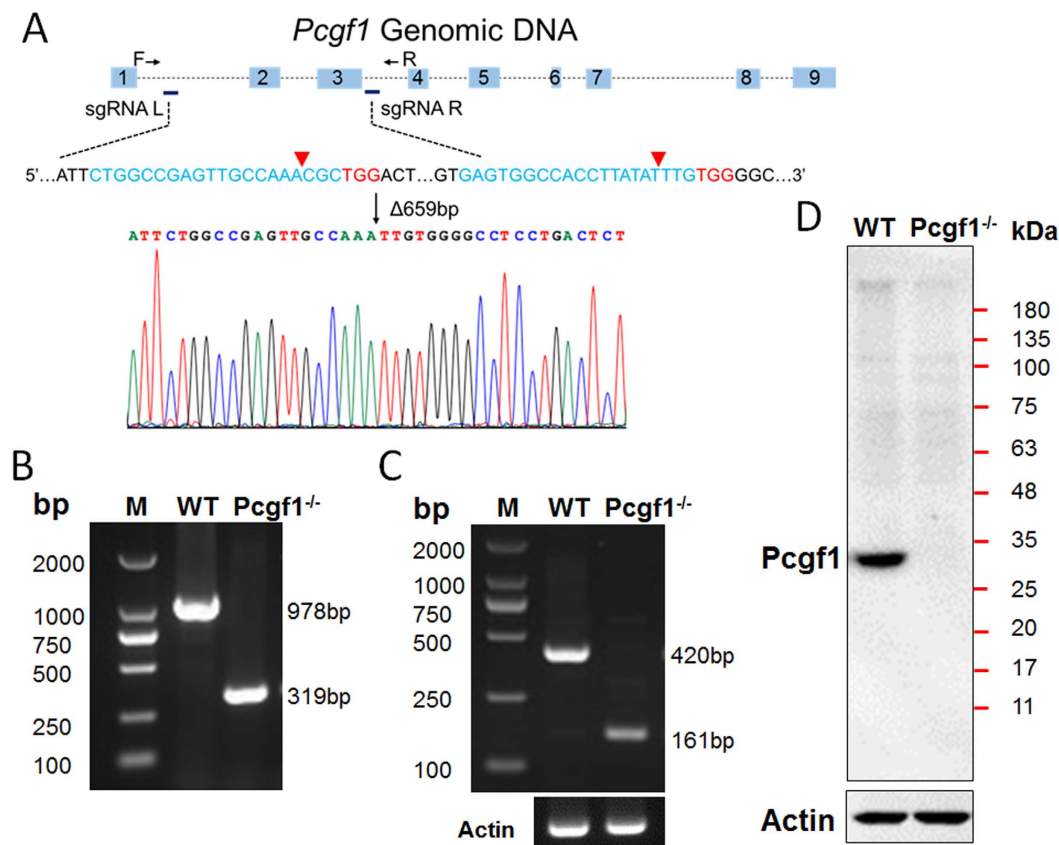 A
Pcgf1 Genomic DNA
F→ ←R
1 2 3 4 5 6 7 8 9
sgRNA L sgRNA R
5'...ATTCTGGCCGAGTTGCCAAACGCTGGACT...GTGAGTGGCCACCTTATATTTGTGGGGC...3'
Δ659bp
ATTCTGGCCGAGTTGCCAAATTGTGGGGCCTCCTGACTCT
B
bp M WT Pcgf1-/-
2000
1000
750
500
250
100
978bp
319bp
C
bp M WT Pcgf1-/-
2000
1000
750
500
250
100
420bp
161bp
Actin
D
WT Pcgf1-/- kDa
180
135
100
75
63
48
35
25
20
17
11
Pcgf1
Actin